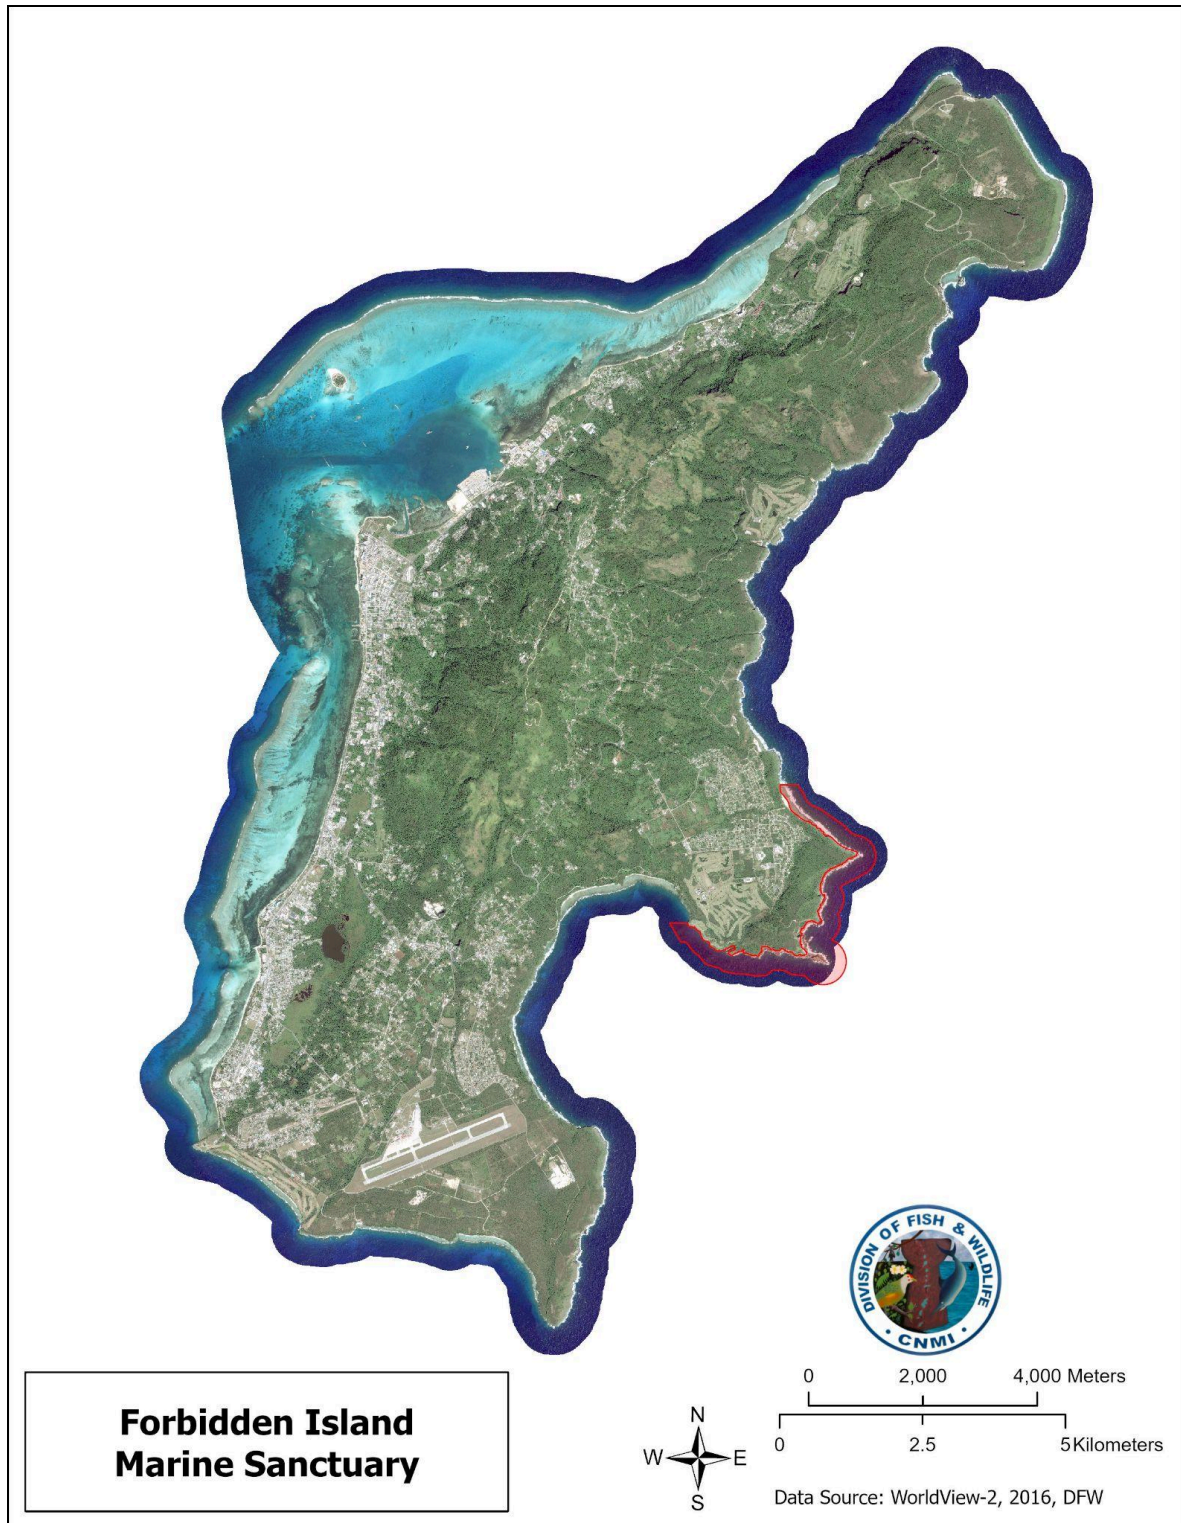 DIVISION OF FISH & WILDLIFE
• CNMI •
0 2,000 4,000 Meters
0 2.5 5 Kilometers
N
W E
S
Data Source: WorldView-2, 2016, DFW
Forbidden Island
Marine Sanctuary